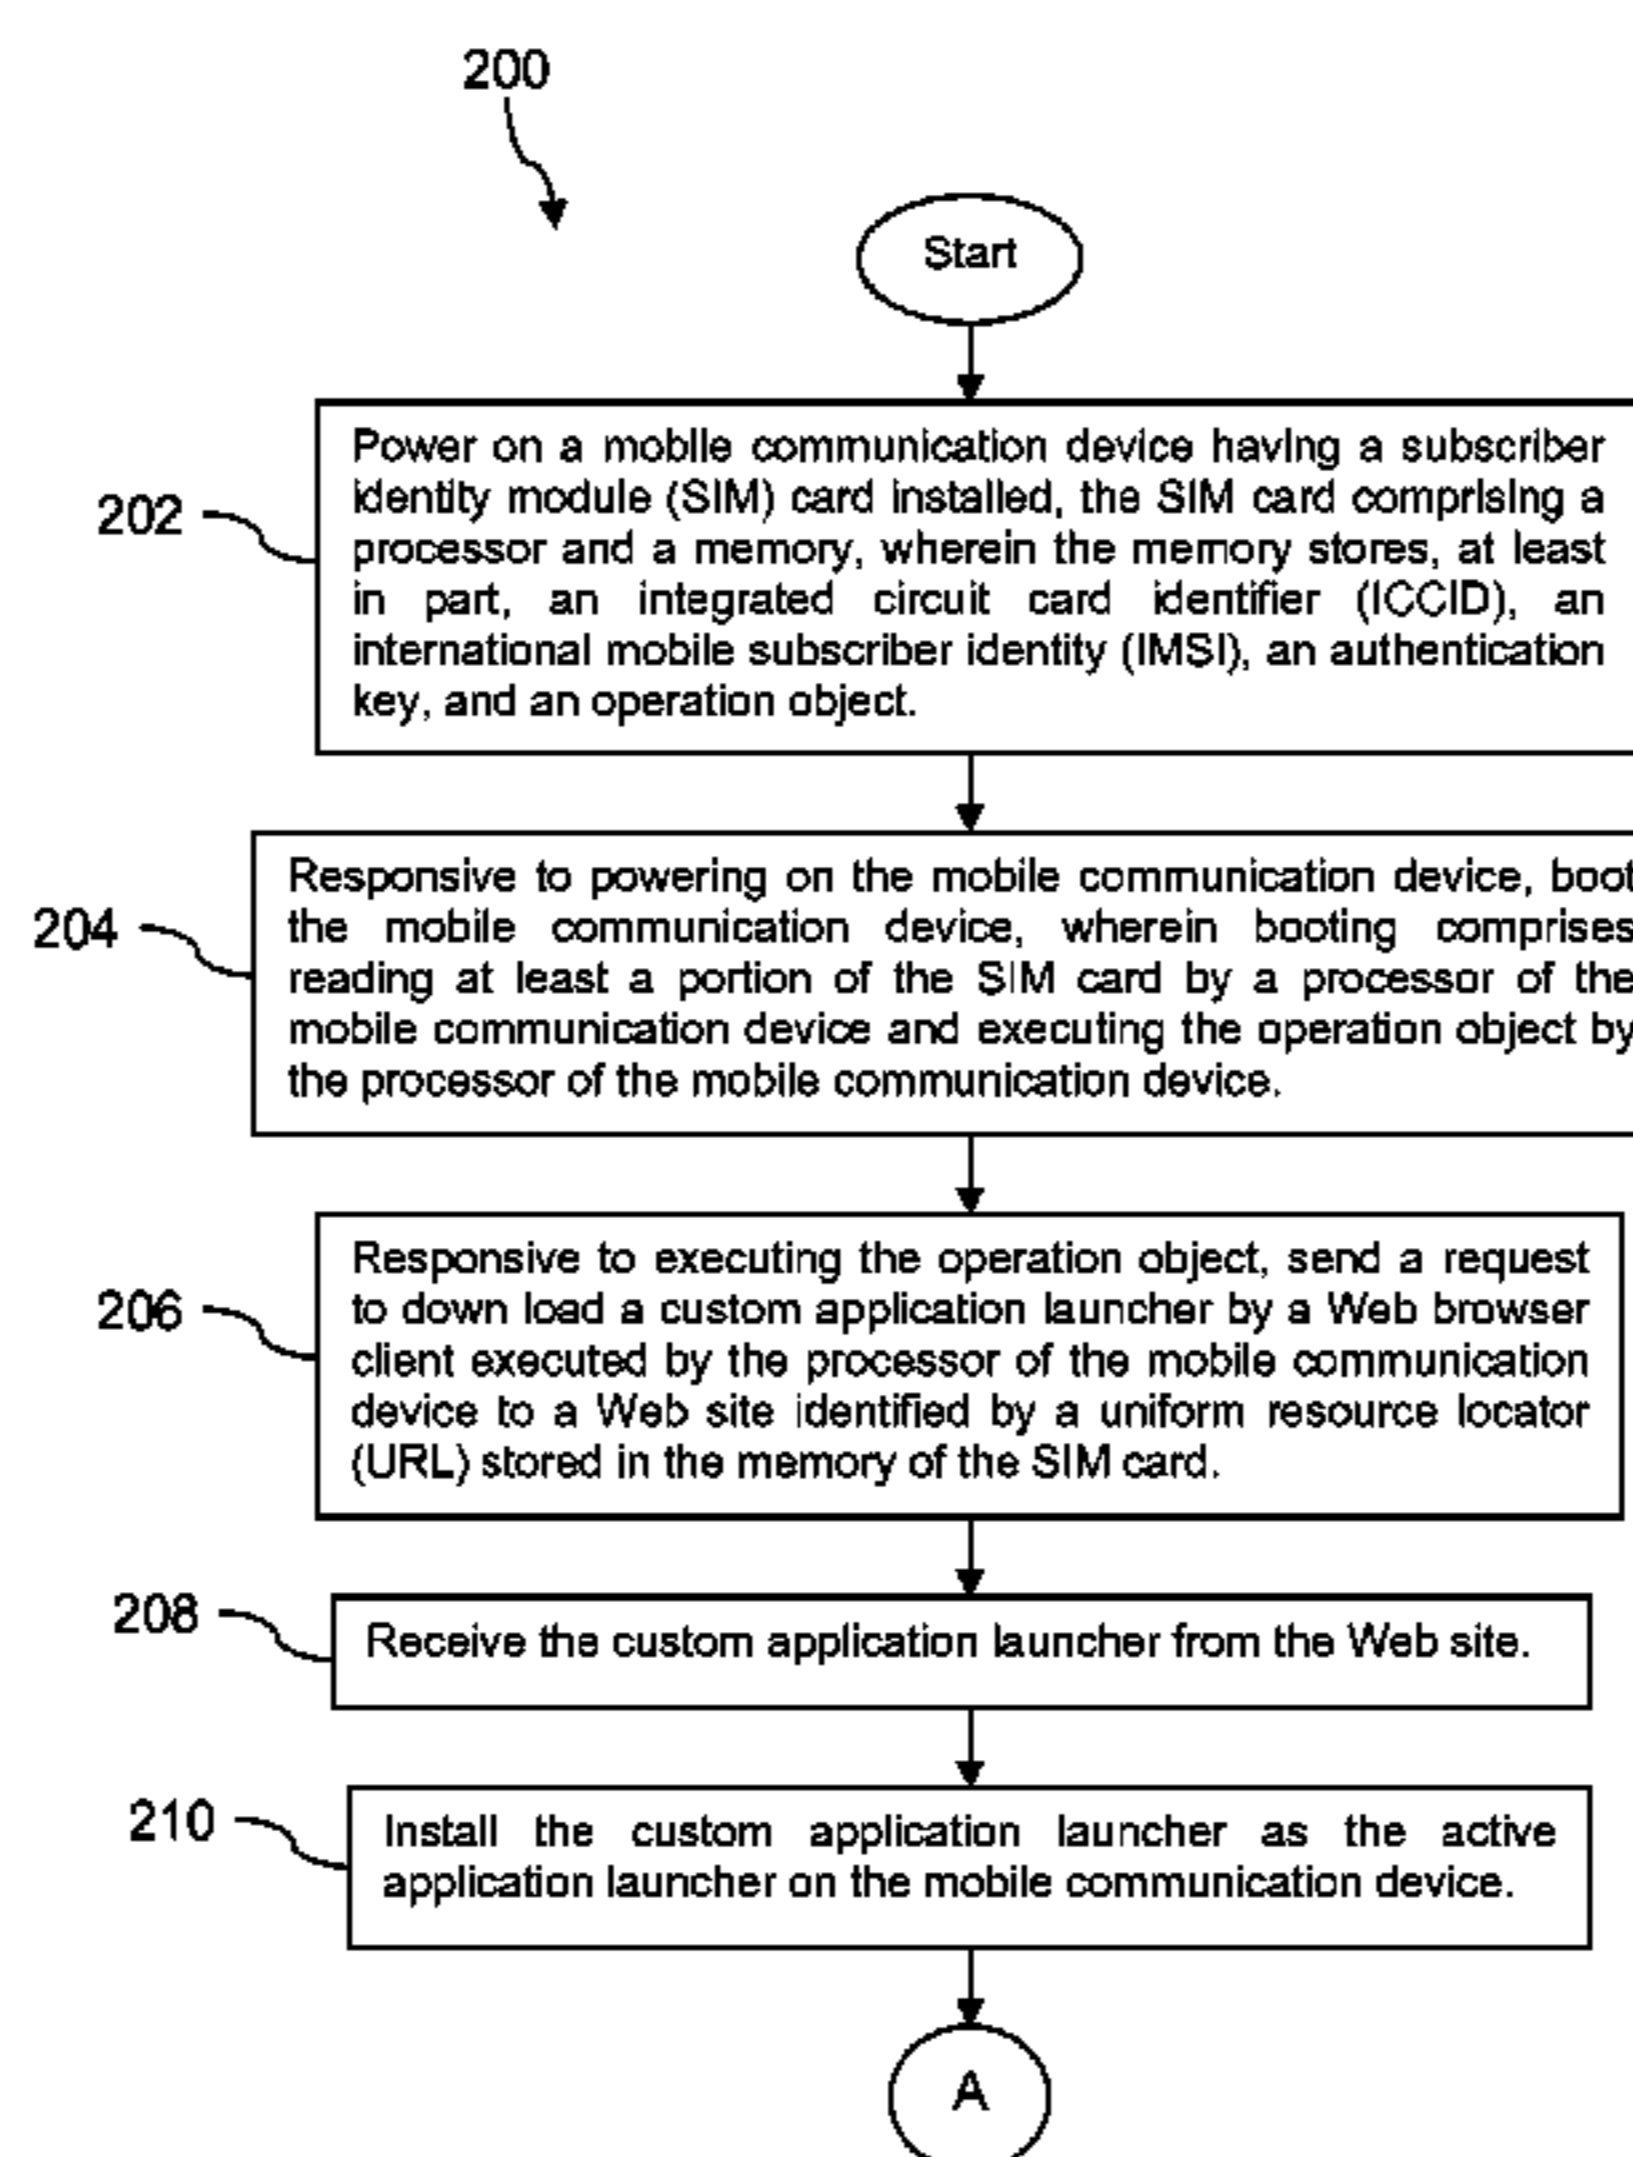 200
Start
202
Power on a mobile communication device having a subscriber
identity module (SIM) card installed, the SIM card comprising a
processor and a memory, wherein the memory stores, at least
in part, an integrated circuit card identifier (ICCID), an
international mobile subscriber identity (IMSI), an authentication
key, and an operation object.
204
Responsive to powering on the mobile communication device, boot
the mobile communication device, wherein booting comprises
reading at least a portion of the SIM card by a processor of the
mobile communication device and executing the operation object by
the processor of the mobile communication device.
206
Responsive to executing the operation object, send a request
to down load a custom application launcher by a Web browser
client executed by the processor of the mobile communication
device to a Web site identified by a uniform resource locator
(URL) stored in the memory of the SIM card.
208
Receive the custom application launcher from the Web site.
210
Install the custom application launcher as the active
application launcher on the mobile communication device.
A